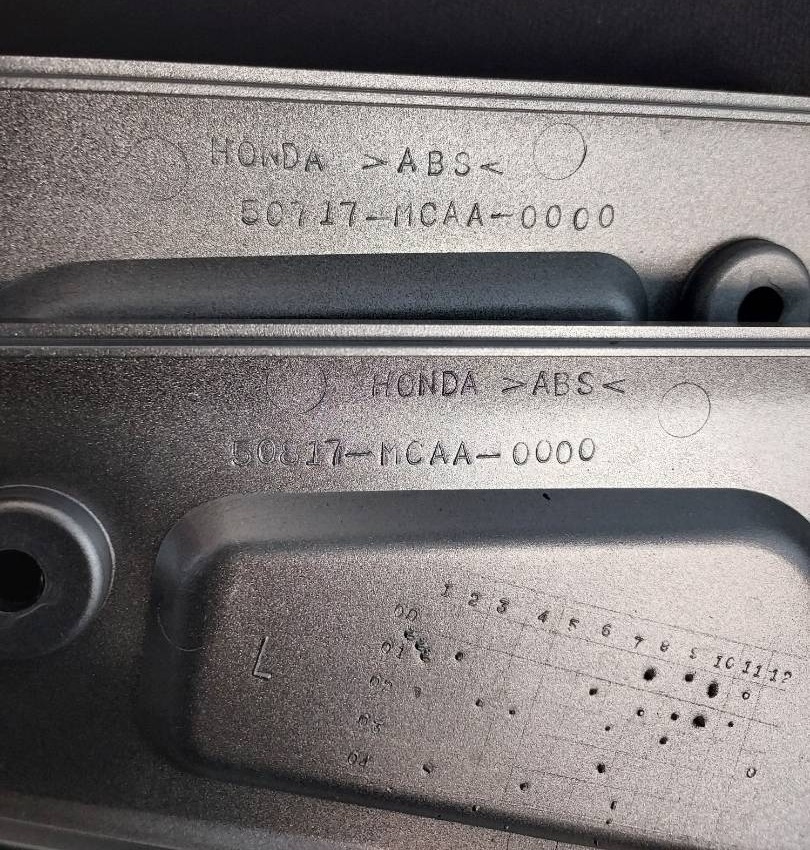 HONDA >ABS<
50717-MCAA-0000
HONDA >ABS<
50817-MCAA-0000
1 2 3 4 5 6 7 8 9 10 11 12
00
01
02
03
04
L